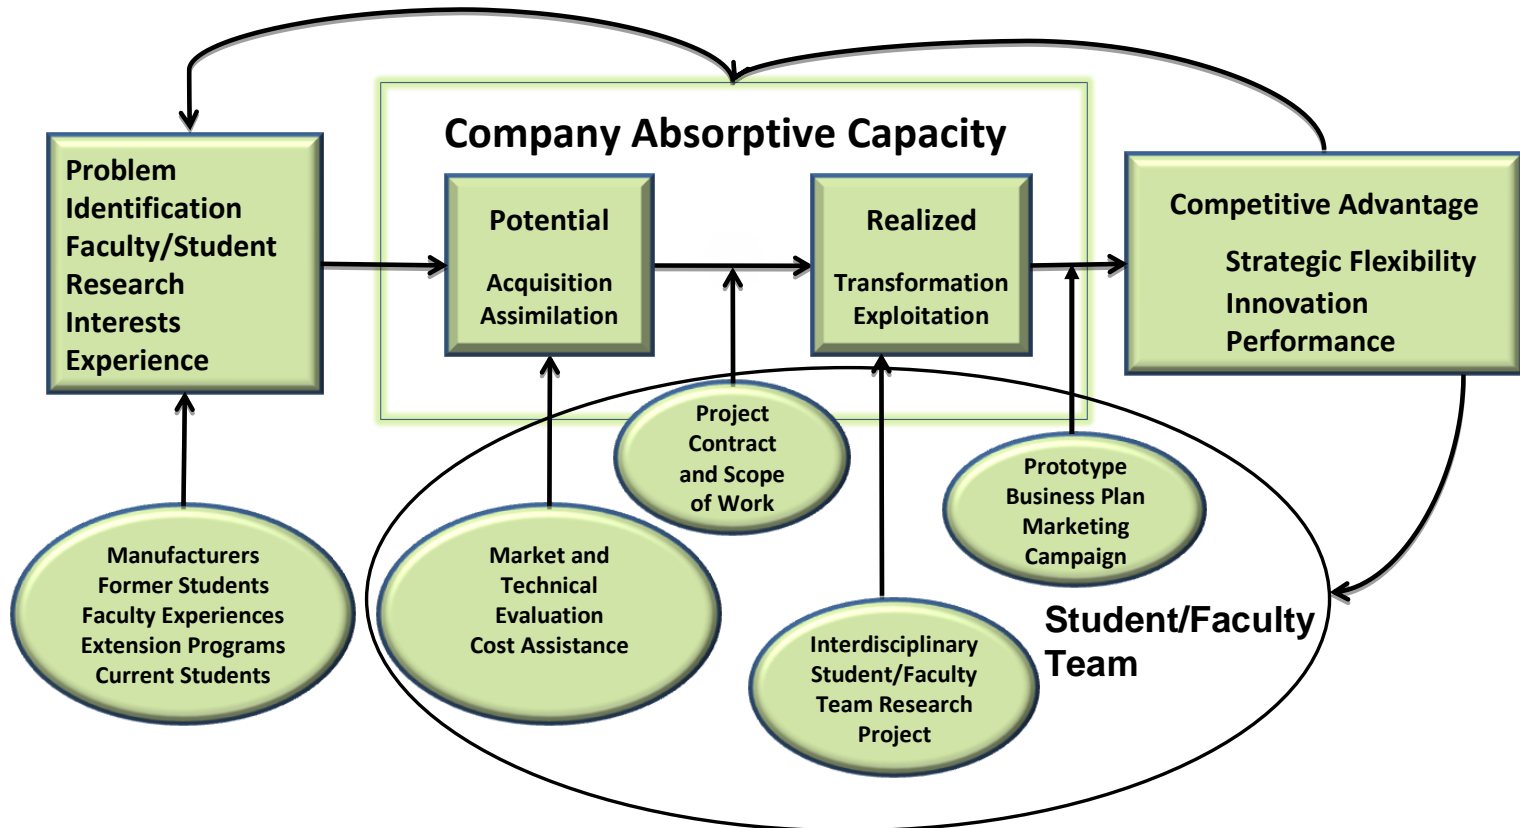 Company Absorptive Capacity
Problem
Identification
Faculty/Student
Research
Interests
Experience
Potential
Acquisition
Assimilation
Realized
Transformation
Exploitation
Competitive Advantage
Strategic Flexibility
Innovation
Performance
Manufacturers
Former Students
Faculty Experiences
Extension Programs
Current Students
Market and
Technical
Evaluation
Cost Assistance
Project
Contract
and Scope
of Work
Interdisciplinary
Student/Faculty
Team Research
Project
Prototype
Business Plan
Marketing
Campaign
Student/Faculty
Team